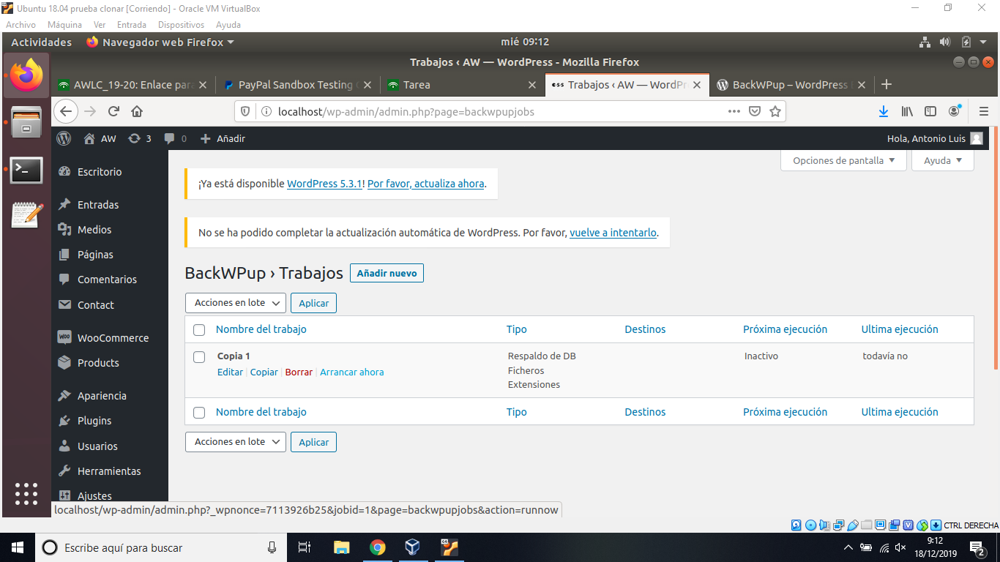 Ubuntu 18.04 prueba clonar [Corriendo] - Oracle VM VirtualBox
Archivo Máquina Ver Entrada Dispositivos Ayuda
Actividades Navegador web Firefox mié 09:12
Trabajos ‹ AW — WordPress - Mozilla Firefox
AWLC_19-20: Enlace para PayPal Sandbox Testing Tarea Trabajos ‹ AW — WordPr BackWPup – WordPress
localhost/wp-admin/admin.php?page=backwpupjobs
AW 3 0 Añadir Hola, Antonio Luis
Opciones de pantalla Ayuda
Escritorio
Entradas
Medios
Páginas
Comentarios
Contact
WooCommerce
Products
Apariencia
Plugins
Usuarios
Herramientas
Ajustes
¡Ya está disponible WordPress 5.3.1! Por favor, actualiza ahora.
No se ha podido completar la actualización automática de WordPress. Por favor, vuelve a intentarlo.
BackWPup › Trabajos Añadir nuevo
Acciones en lote Aplicar
Nombre del trabajo Tipo Destinos Próxima ejecución Ultima ejecución
Copia 1 Respaldo de DB Inactivo todavía no
Editar | Copiar | Borrar | Arrancar ahora Ficheros
Extensiones
Nombre del trabajo Tipo Destinos Próxima ejecución Ultima ejecución
Acciones en lote Aplicar
localhost/wp-admin/admin.php?_wpnonce=7113926b25&jobid=1&page=backwpupjobs&action=runnow
CTRL DERECHA
Escribe aquí para buscar
9:12
18/12/2019
2